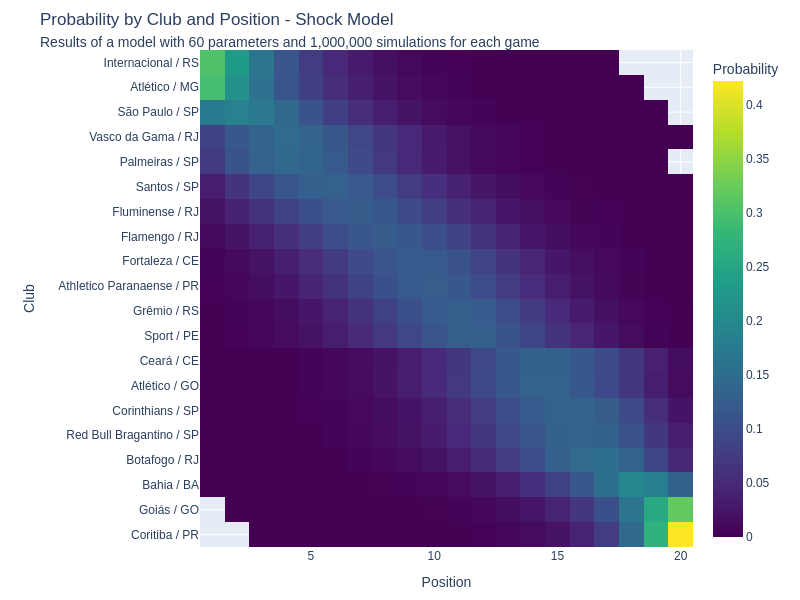 Probability by Club and Position - Shock Model
Results of a model with 60 parameters and 1,000,000 simulations for each game
Internacional / RS
Atlético / MG
São Paulo / SP
Vasco da Gama / RJ
Palmeiras / SP
Santos / SP
Fluminense / RJ
Flamengo / RJ
Fortaleza / CE
Athletico Paranaense / PR
Grêmio / RS
Sport / PE
Ceará / CE
Atlético / GO
Corinthians / SP
Red Bull Bragantino / SP
Botafogo / RJ
Bahia / BA
Goiás / GO
Coritiba / PR
Club
5 10 15 20
Position
Probability
0.4
0.35
0.3
0.25
0.2
0.15
0.1
0.05
0